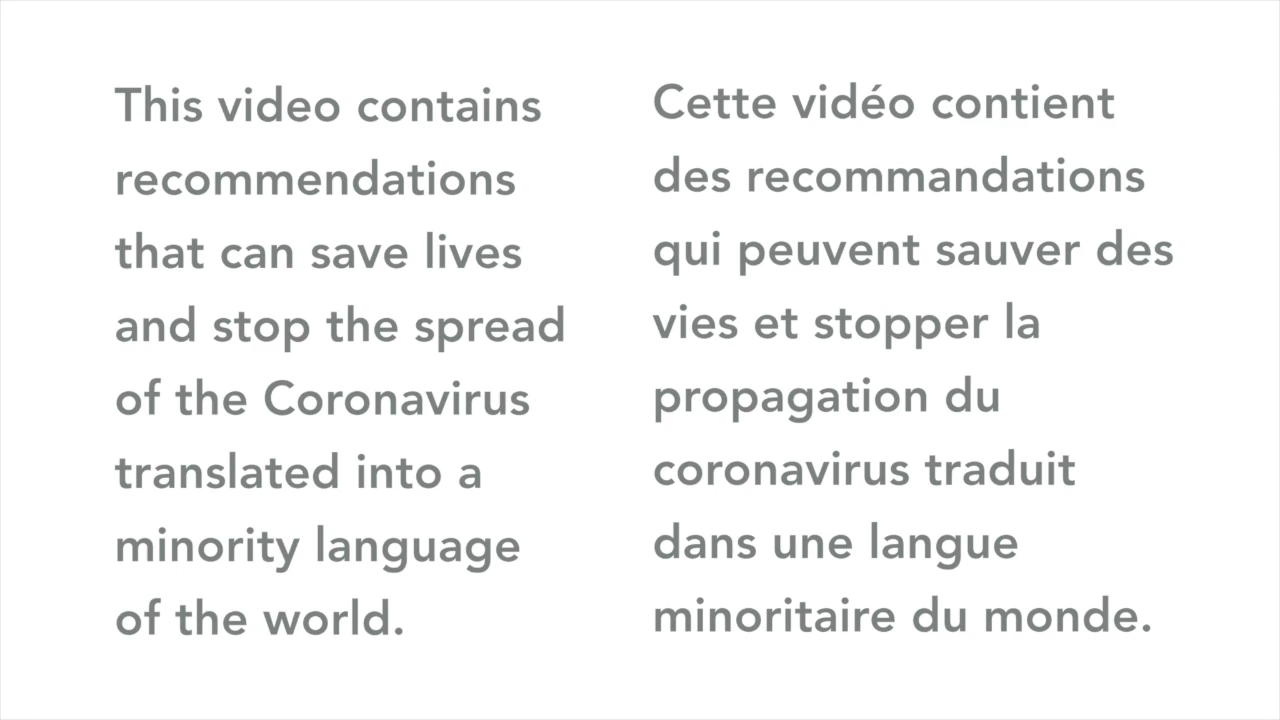 This video contains
recommendations
that can save lives
and stop the spread
of the Coronavirus
translated into a
minority language
of the world.
Cette vidéo contient
des recommandations
qui peuvent sauver des
vies et stopper la
propagation du
coronavirus traduit
dans une langue
minoritaire du monde.